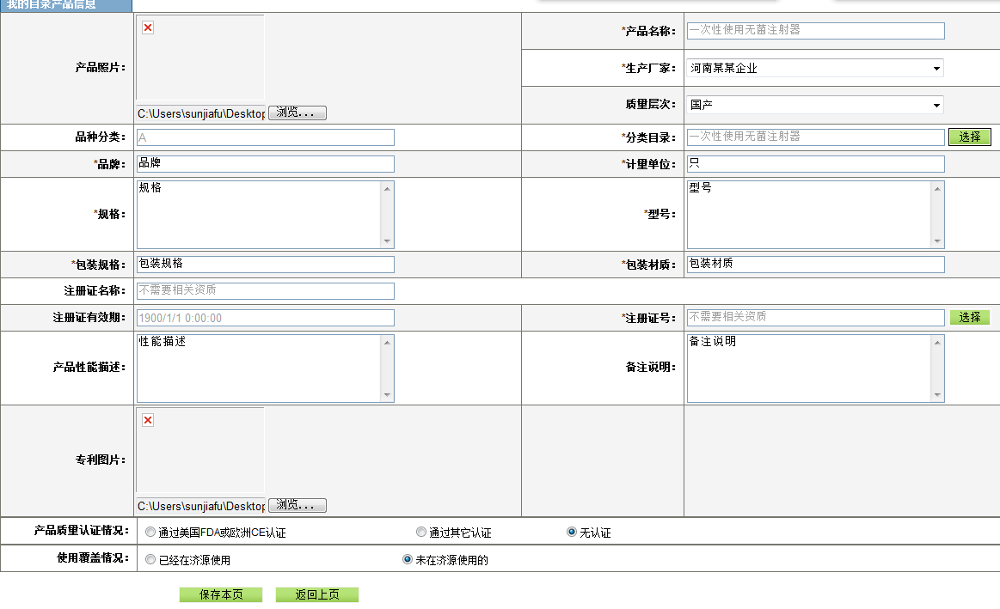 我的目录产品信息
产品照片：
C:\Users\sunjiafu\Desktop 浏览...
*产品名称： 一次性使用无菌注射器
*生产厂家： 河南某某企业
质量层次： 国产
品种分类： A *分类目录： 一次性使用无菌注射器 选择
*品牌： 品牌 *计量单位： 只
*规格： 规格 *型号： 型号
*包装规格： 包装规格 *包装材质： 包装材质
注册证名称： 不需要相关资质
注册证有效期： 1900/1/1 0:00:00 *注册证号： 不需要相关资质 选择
产品性能描述： 性能描述 备注说明： 备注说明
专利图片：
C:\Users\sunjiafu\Desktop 浏览...
产品质量认证情况： 通过美国FDA或欧洲CE认证 通过其它认证 无认证
使用覆盖情况： 已经在济源使用 未在济源使用的
保存本页 返回上页